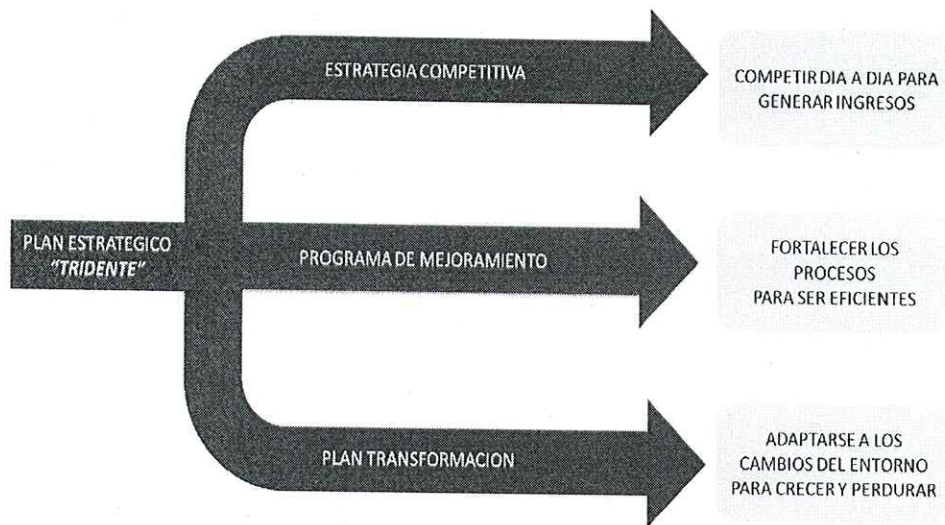 ESTRATEGIA COMPETITIVA
COMPETIR DIA A DIA PARA
GENERAR INGRESOS
PLAN ESTRATEGICO
"TRIDENTE"
PROGRAMA DE MEJORAMIENTO
FORTALECER LOS
PROCESOS
PARA SER EFICIENTES
PLAN TRANSFORMACION
ADAPTARSE A LOS
CAMBIOS DEL ENTORNO
PARA CRECER Y PERDURAR